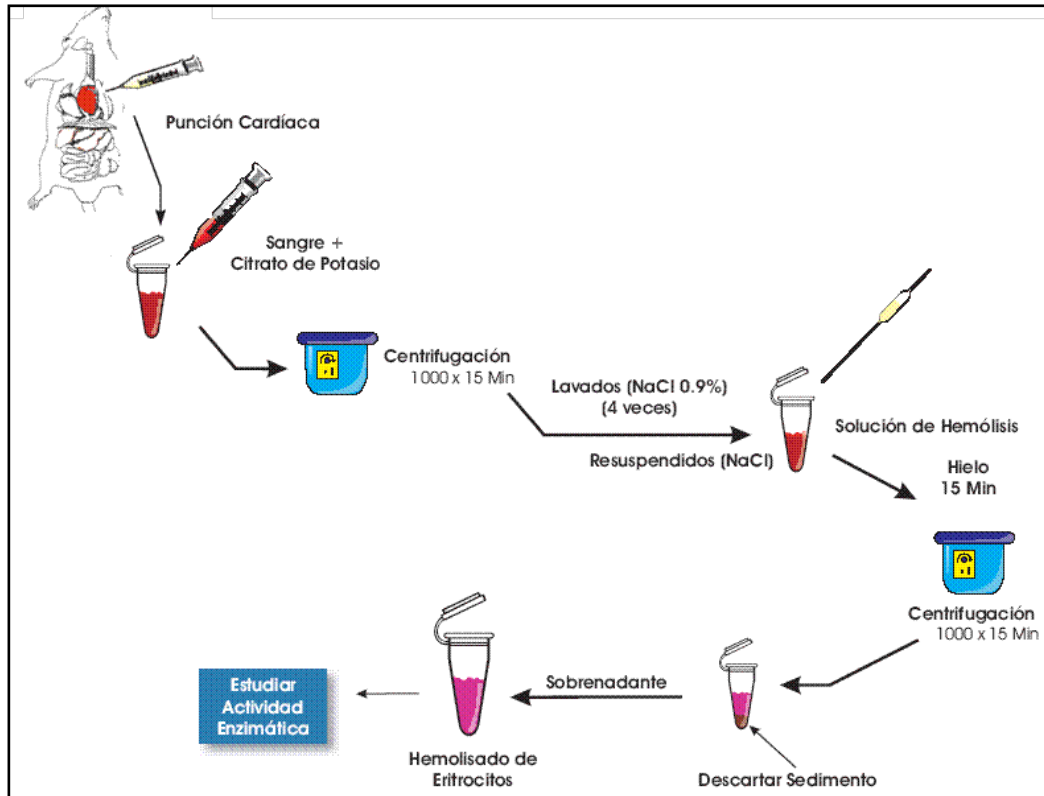 Punción Cardíaca
Sangre +
Citrato de Potasio
Centrifugación
1000 x 15 Min
Lavados (NaCl 0.9%)
(4 veces)
Resuspendidos (NaCl)
Solución de Hemólisis
Hielo
15 Min
Centrifugación
1000 x 15 Min
Descartar Sedimento
Sobrenadante
Hemolisado de
Eritrocitos
Estudiar
Actividad
Enzimática